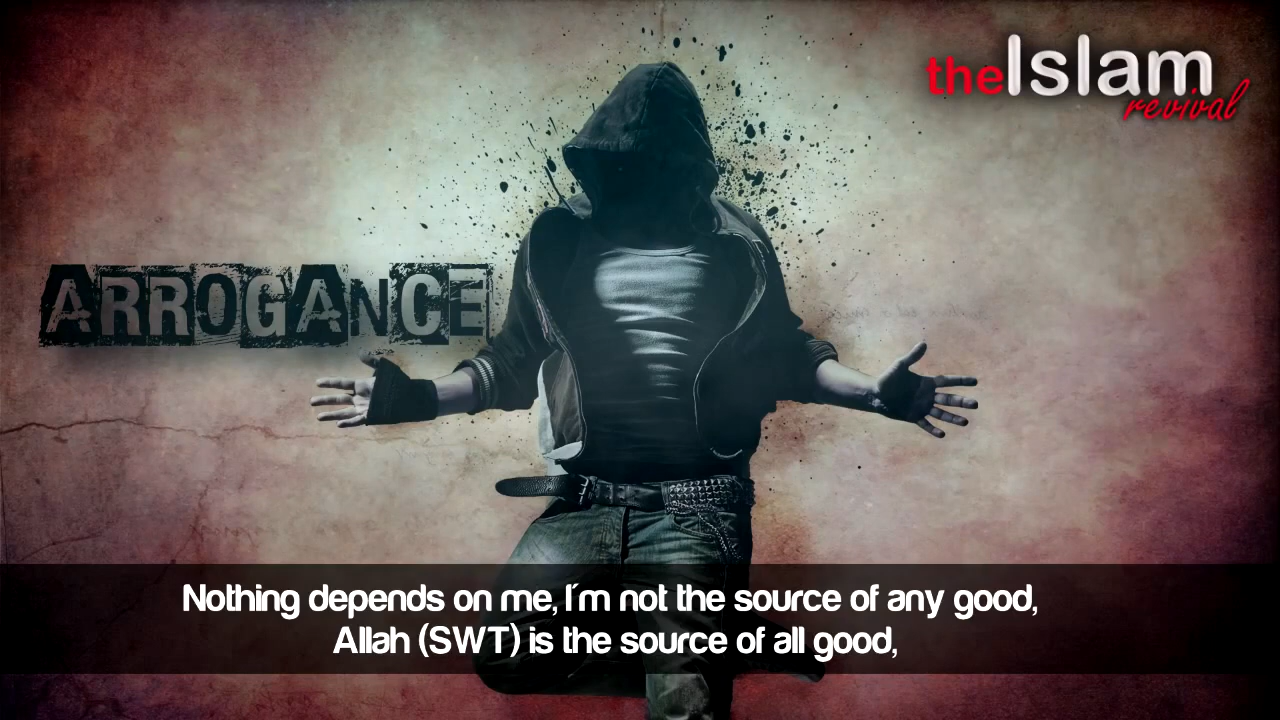 theIslam
revival
ARROGANCE
Nothing depends on me, I'm not the source of any good,
Allah (SWT) is the source of all good,